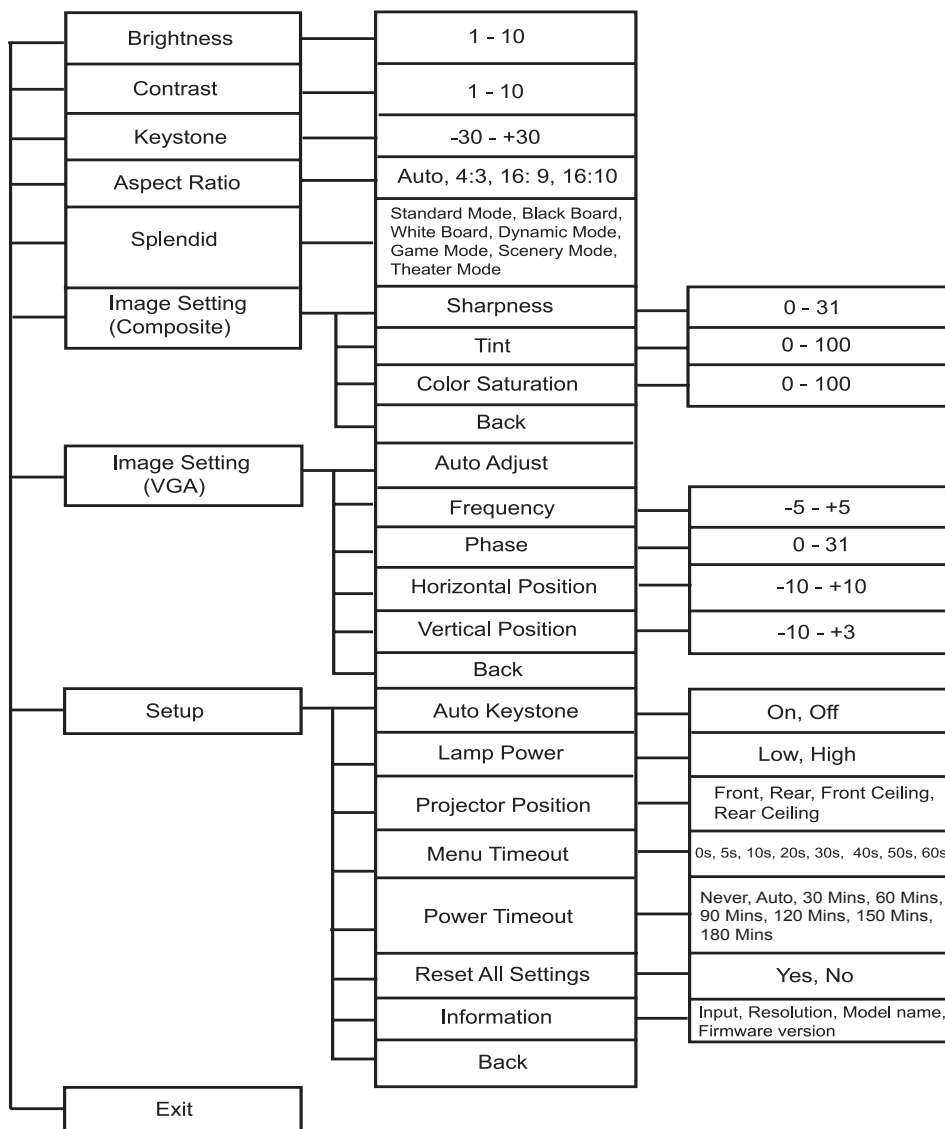 Brightness
1 - 10
Contrast
1 - 10
Keystone
-30 - +30
Aspect Ratio
Auto, 4:3, 16: 9, 16:10
Splendid
Standard Mode, Black Board,
White Board, Dynamic Mode,
Game Mode, Scenery Mode,
Theater Mode
Image Setting
(Composite)
Sharpness
0 - 31
Tint
0 - 100
Color Saturation
0 - 100
Back
Image Setting
(VGA)
Auto Adjust
Frequency
-5 - +5
Phase
0 - 31
Horizontal Position
-10 - +10
Vertical Position
-10 - +3
Back
Setup
Auto Keystone
On, Off
Lamp Power
Low, High
Projector Position
Front, Rear, Front Ceiling,
Rear Ceiling
Menu Timeout
0s, 5s, 10s, 20s, 30s, 40s, 50s, 60s
Power Timeout
Never, Auto, 30 Mins, 60 Mins,
90 Mins, 120 Mins, 150 Mins,
180 Mins
Reset All Settings
Yes, No
Information
Input, Resolution, Model name,
Firmware version
Back
Exit